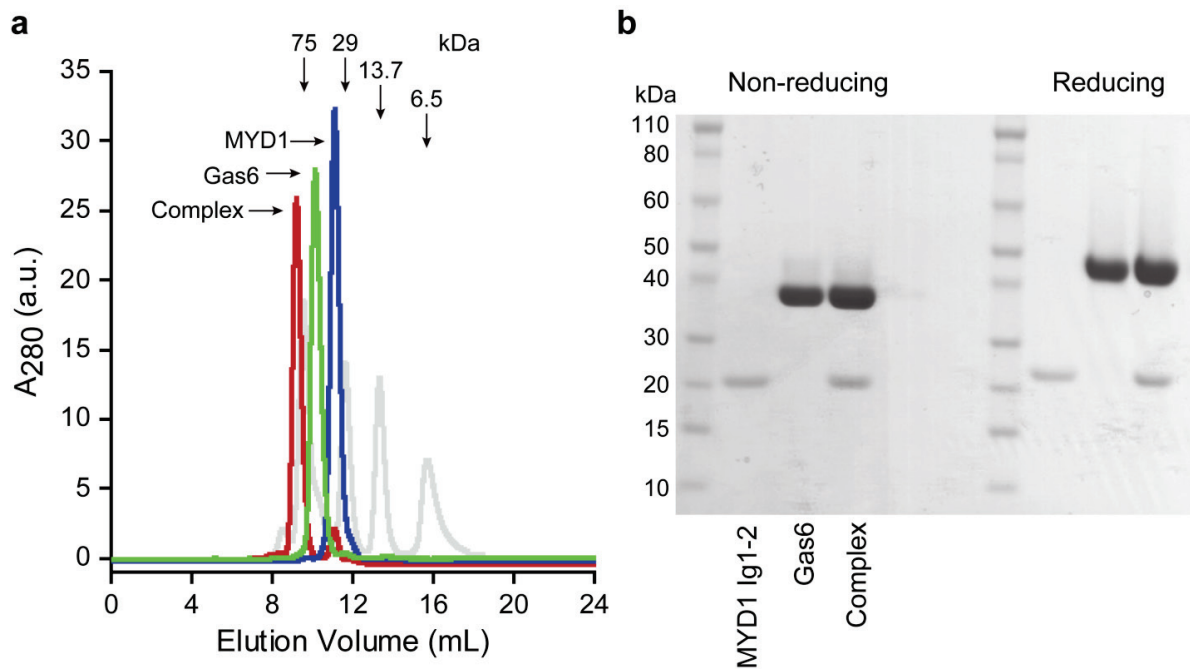 a
75 29 kDa
13.7
6.5
35
30
25
20
15
10
5
0
A280 (a.u.)
MYD1
Gas6
Complex
0 4 8 12 16 20 24
Elution Volume (mL)
b
Non-reducing Reducing
kDa
110
80
60
50
40
30
20
15
10
MYD1 Ig1-2
Gas6
Complex